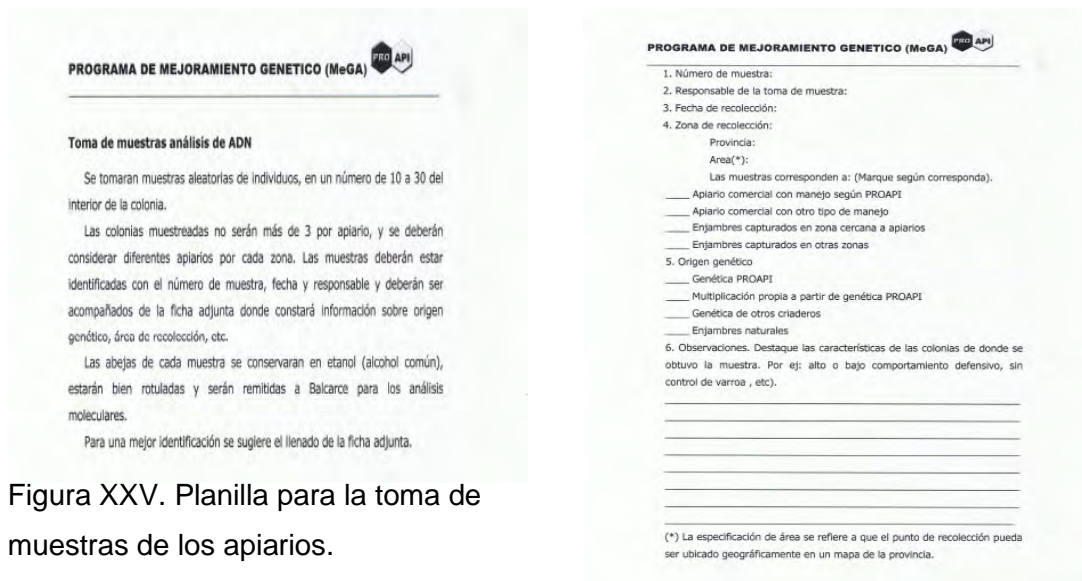 PROGRAMA DE MEJORAMIENTO GENETICO (MeGA)
PRO API
Toma de muestras análisis de ADN
Se tomaran muestras aleatorias de individuos, en un número de 10 a 30 del
interior de la colonia.
Las colonias muestreadas no serán más de 3 por apiario, y se deberán
considerar diferentes apiarios por cada zona. Las muestras deberán estar
identificadas con el número de muestra, fecha y responsable y deberán ser
acompañados de la ficha adjunta donde constará información sobre origen
genético, área de recolección, etc.
Las abejas de cada muestra se conservaran en etanol (alcohol común),
estarán bien rotuladas y serán remitidas a Balcarce para los análisis
moleculares.
Para una mejor identificación se sugiere el llenado de la ficha adjunta.
Figura XXV. Planilla para la toma de
muestras de los apiarios.
PROGRAMA DE MEJORAMIENTO GENETICO (MeGA)
PRO API
1. Número de muestra:
2. Responsable de la toma de muestra:
3. Fecha de recolección:
4. Zona de recolección:
Provincia:
Area(*):
Las muestras corresponden a: (Marque según corresponda).
____ Apiario comercial con manejo según PROAPI
____ Apiario comercial con otro tipo de manejo
____ Enjambres capturados en zona cercana a apiarios
____ Enjambres capturados en otras zonas
5. Origen genético
____ Genética PROAPI
____ Multiplicación propia a partir de genética PROAPI
____ Genética de otros criaderos
____ Enjambres naturales
6. Observaciones. Destaque las características de las colonias de donde se
obtuvo la muestra. Por ej: alto o bajo comportamiento defensivo, sin
control de varroa , etc).
(*) La especificación de área se refiere a que el punto de recolección pueda
ser ubicado geográficamente en un mapa de la provincia.